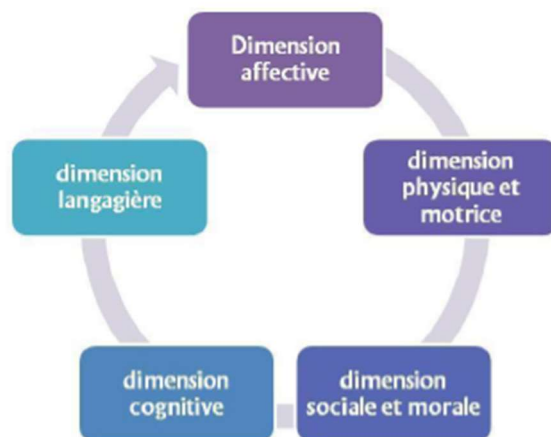 Dimension
affective
dimension
physique et
motrice
dimension
sociale et morale
dimension
cognitive
dimension
langagière